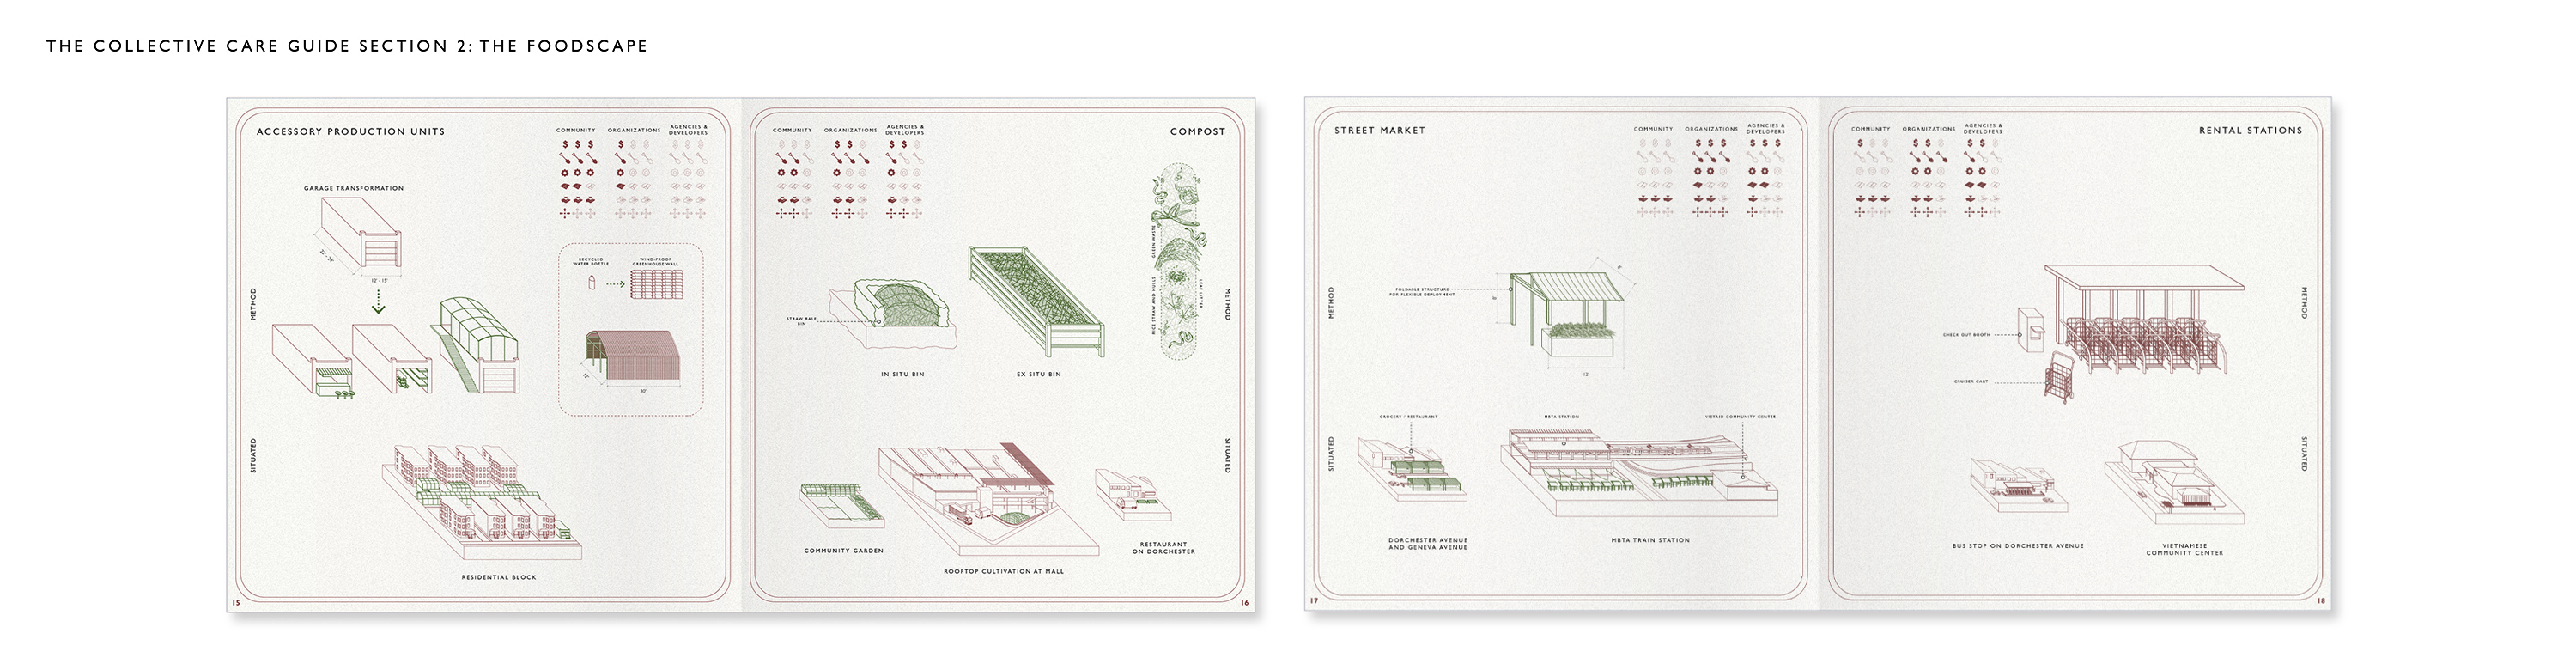 THE COLLECTIVE CARE GUIDE SECTION 2: THE FOODSCAPE
ACCESSORY PRODUCTION UNITS
COMMUNITY
ORGANIZATIONS
AGENCIES &
DEVELOPERS
GARAGE TRANSFORMATION
12' - 15'
METHOD
RECYCLED
WATER BOTTLE
WIND-PROOF
GREENHOUSE WALL
30'
SITUATED
RESIDENTIAL BLOCK
15
COMMUNITY
ORGANIZATIONS
AGENCIES &
DEVELOPERS
COMPOST
GREEN WASTE
RICE STRAW AND HULLS
LEAF LITTER
METHOD
STRAW BALE
BIN
IN SITU BIN
EX SITU BIN
SITUATED
COMMUNITY GARDEN
ROOFTOP CULTIVATION AT MALL
RESTAURANT
ON DORCHESTER
16
STREET MARKET
COMMUNITY
ORGANIZATIONS
AGENCIES &
DEVELOPERS
METHOD
FOLDABLE STRUCTURE
FOR FLEXIBLE DEPLOYMENT
12'
SITUATED
GROCERY / RESTAURANT
MBTA STATION
VIETAID COMMUNITY CENTER
DORCHESTER AVENUE
AND GENEVA AVENUE
MBTA TRAIN STATION
17
COMMUNITY
ORGANIZATIONS
AGENCIES &
DEVELOPERS
RENTAL STATIONS
METHOD
CHECK OUT BOOTH
CRUISER CART
SITUATED
BUS STOP ON DORCHESTER AVENUE
VIETNAMESE
COMMUNITY CENTER
18